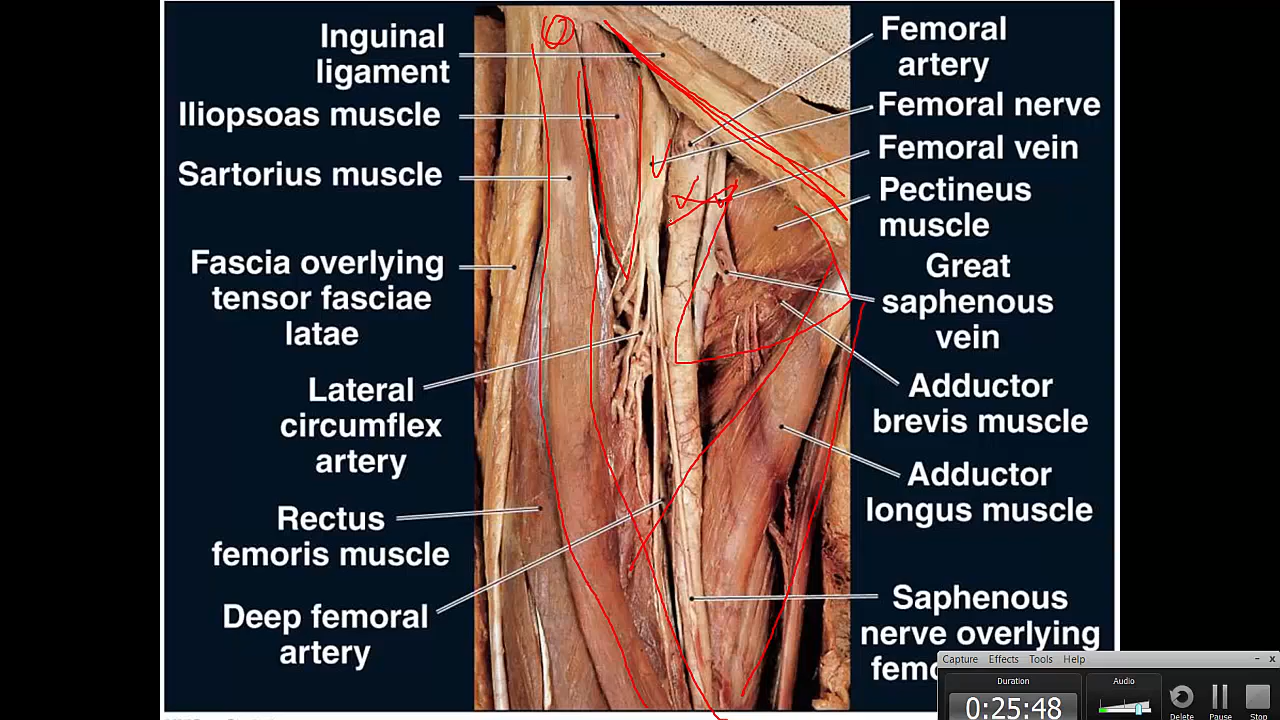 Inguinal
ligament
Iliopsoas muscle
Sartorius muscle
Fascia overlying
tensor fasciae
latae
Lateral
circumflex
artery
Rectus
femoris muscle
Deep femoral
artery
Femoral
artery
Femoral nerve
Femoral vein
Pectineus
muscle
Great
saphenous
vein
Adductor
brevis muscle
Adductor
longus muscle
Saphenous
nerve overlying
Capture Effects Tools Help
Duration
0:25:48
Audio
Delete
Pause
Stop